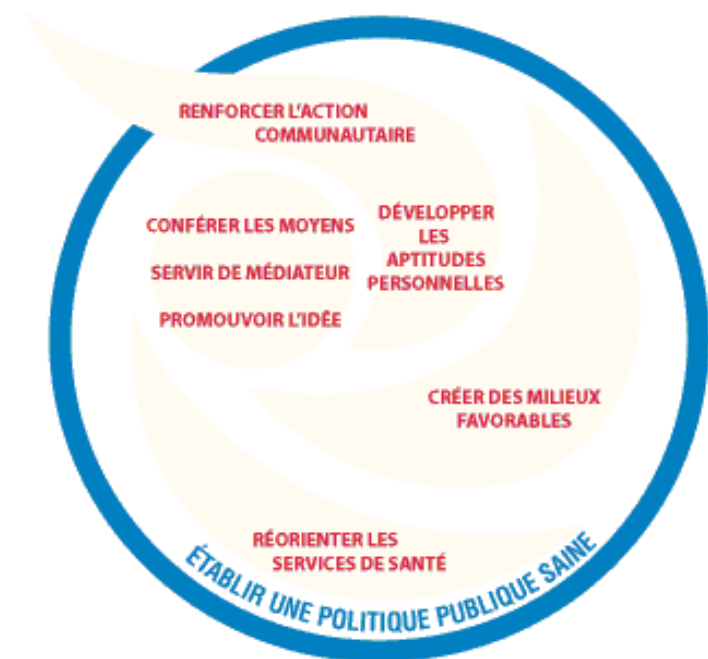 RENFORCER L'ACTION
COMMUNAUTAIRE
CONFÉRER LES MOYENS
SERVIR DE MÉDIATEUR
PROMOUVOIR L'IDÉE
DÉVELOPPER
LES
APTITUDES
PERSONNELLES
CRÉER DES MILIEUX
FAVORABLES
RÉORIENTER LES
SERVICES DE SANTÉ
ÉTABLIR UNE POLITIQUE PUBLIQUE SAINE